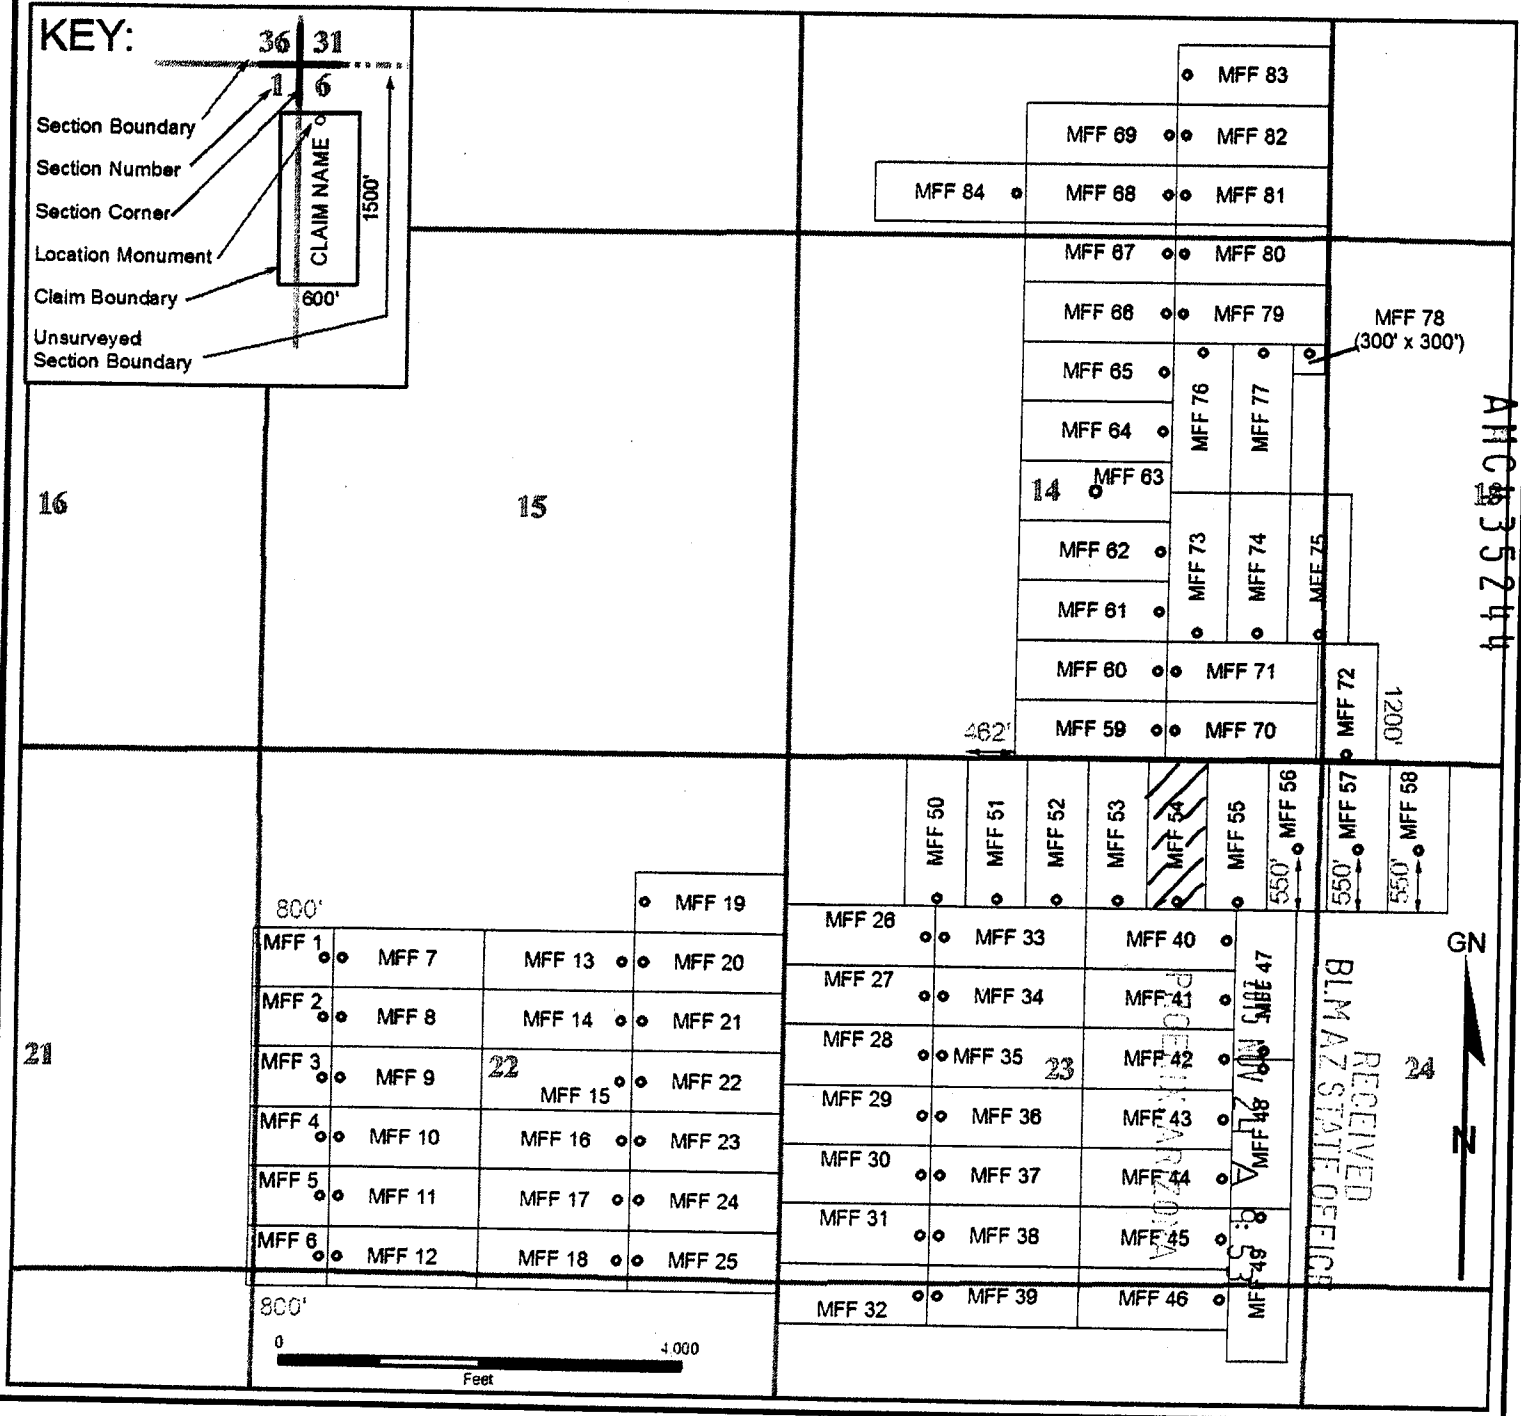 KEY:
36 31
1 6
Section Boundary
Section Number
Section Corner
Location Monument
Claim Boundary
Unsurveyed
Section Boundary
CLAIM NAME
1500'
600'
MFF 83
MFF 69
MFF 82
MFF 84
MFF 68
MFF 81
MFF 67
MFF 80
MFF 66
MFF 79
MFF 78
(300' x 300')
MFF 65
MFF 76
MFF 77
MFF 64
16
15
14
MFF 63
MFF 62
MFF 73
MFF 74
MFF 75
MFF 61
MFF 60
MFF 71
MFF 72
1200'
462'
MFF 59
MFF 70
MFF 50
MFF 51
MFF 52
MFF 53
MFF 54
MFF 55
MFF 56
MFF 57
MFF 58
550'
550'
550'
MFF 19
800'
MFF 1
MFF 7
MFF 13
MFF 20
MFF 26
MFF 33
MFF 40
MFF 47
GN
MFF 2
MFF 8
MFF 14
MFF 21
MFF 27
MFF 34
MFF 41
21
MFF 3
MFF 9
22
MFF 15
MFF 22
MFF 28
MFF 35
23
MFF 42
24
MFF 4
MFF 10
MFF 16
MFF 23
MFF 29
MFF 36
MFF 43
MFF 48
N
MFF 5
MFF 11
MFF 17
MFF 24
MFF 30
MFF 37
MFF 44
MFF 6
MFF 12
MFF 18
MFF 25
MFF 31
MFF 38
MFF 45
MFF 49
MFF 32
MFF 39
MFF 46
800'
0 4,000
Feet
RECEIVED
BLM AZ STATE OFFICE
NOV 21 A 8:53
PHOENIX ARIZONA